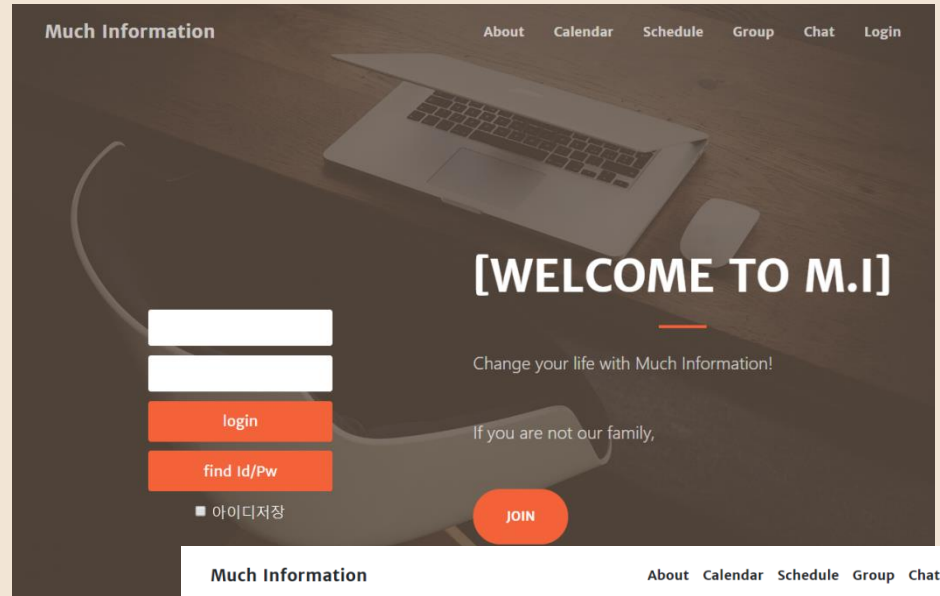 Much Information
About Calendar Schedule Group Chat Login
[WELCOME TO M.I]
Change your life with Much Information!
login
If you are not our family,
find Id/Pw
아이디저장
JOIN
Much Information
About Calendar Schedule Group Chat